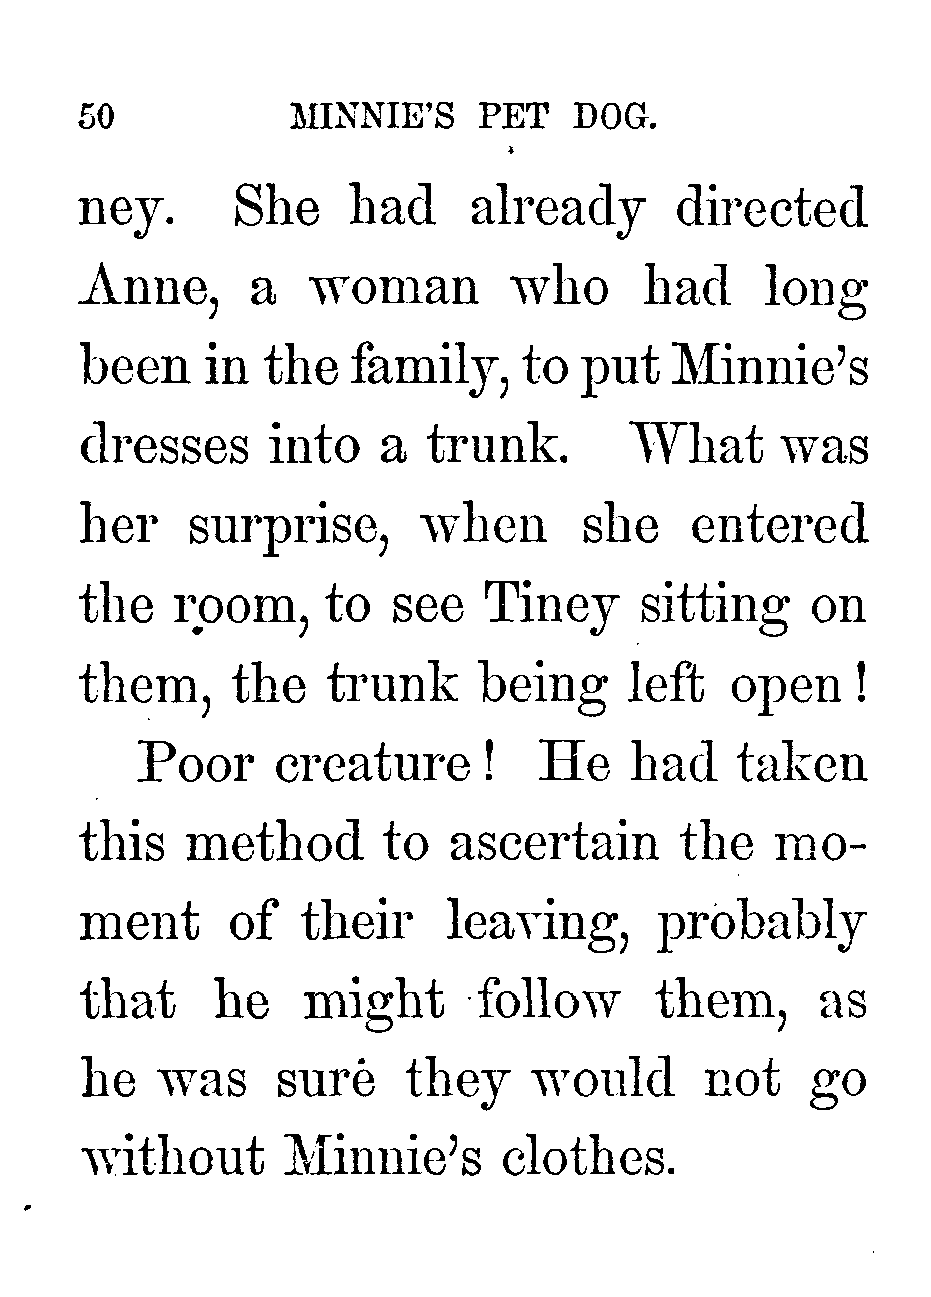 50 MINNIE'S PET DOG.
ney. She had already directed
Anne, a woman who had long
been in the family, to put Minnie's
dresses into a trunk. What was
her surprise, when she entered
the room, to see Tiney sitting on
them, the trunk being left open!
Poor creature! He had taken
this method to ascertain the mo-
ment of their leaving, probably
that he might follow them, as
he was sure they would not go
without Minnie's clothes.